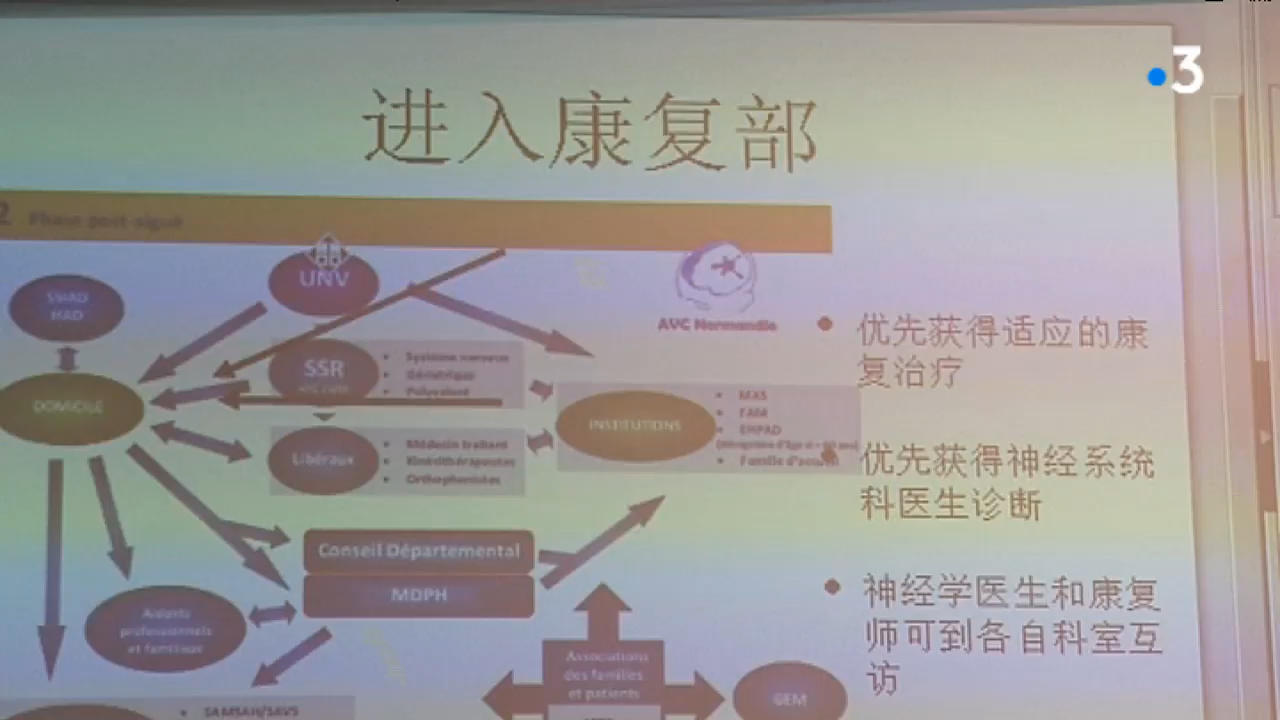 3
进入康复部
2 Phase post-aiguë
UNV
SSIAD
HAD
AVC Normandie
SSR
• Système nerveux
• Gériatrique
• Polyvalent
DOMICILE
INSTITUTIONS
• MAS
• FAM
• EHPAD
Libéraux
• Médecin traitant
• Kinésithérapeutes
• Orthophonistes
• 优先获得适应的康
复治疗
优先获得神经系统
科医生诊断
• 神经学医生和康复
师可到各自科室互
访
Conseil Départemental
MDPH
Aidants
professionnels
et familiaux
Associations
des familles
et patients
GEM
• SAMSAH/SAVS